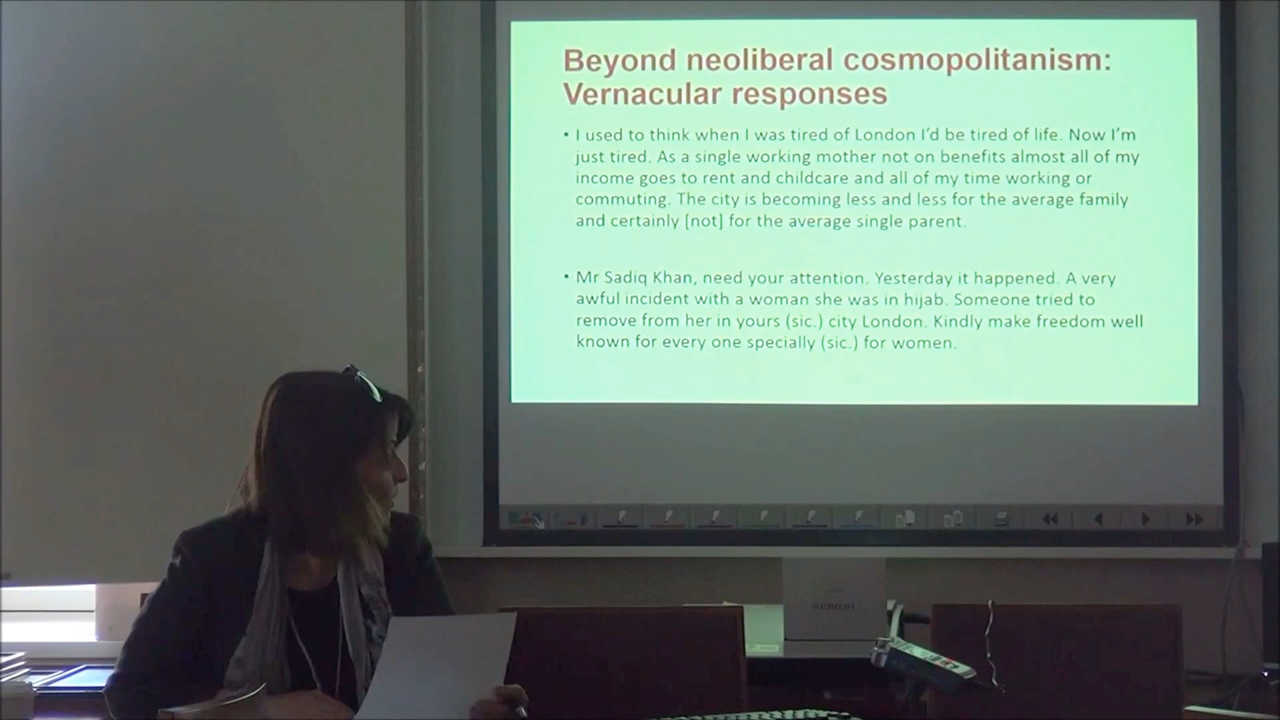 Beyond neoliberal cosmopolitanism:
Vernacular responses
• I used to think when I was tired of London I'd be tired of life. Now I'm
just tired. As a single working mother not on benefits almost all of my
income goes to rent and childcare and all of my time working or
commuting. The city is becoming less and less for the average family
and certainly [not] for the average single parent.
• Mr Sadiq Khan, need your attention. Yesterday it happened. A very
awful incident with a woman she was in hijab. Someone tried to
remove from her in yours (sic.) city London. Kindly make freedom well
known for every one specially (sic.) for women.